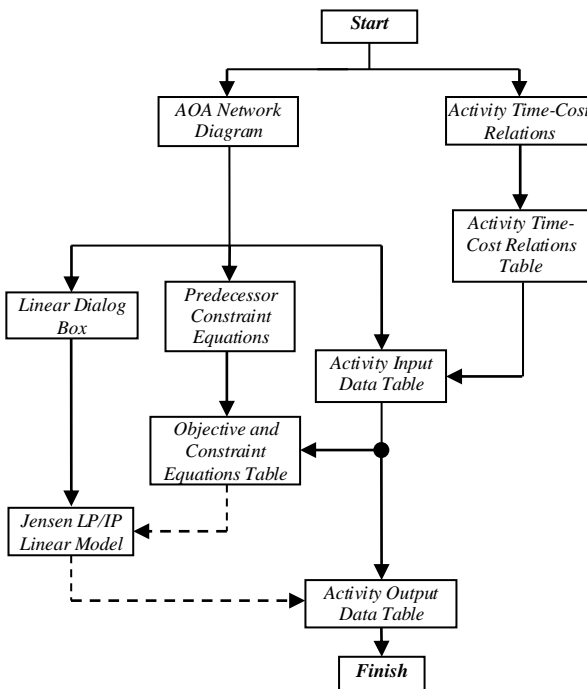 Start
AOA Network
Diagram
Activity Time-Cost
Relations
Activity Time-
Cost Relations
Table
Linear Dialog
Box
Predecessor
Constraint
Equations
Activity Input
Data Table
Objective and
Constraint
Equations Table
Jensen LP/IP
Linear Model
Activity Output
Data Table
Finish